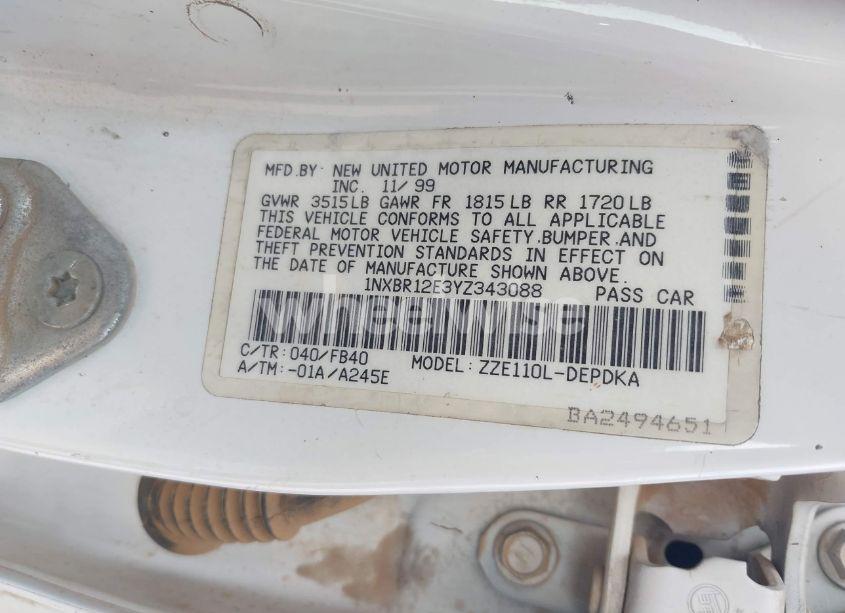 MFD.BY: NEW UNITED MOTOR MANUFACTURING
INC. 11/99
GVWR 3515LB GAWR FR 1815LB RR 1720LB
THIS VEHICLE CONFORMS TO ALL APPLICABLE
FEDERAL MOTOR VEHICLE SAFETY,BUMPER,AND
THEFT PREVENTION STANDARDS IN EFFECT ON
THE DATE OF MANUFACTURE SHOWN ABOVE.
1NXBR12E3YZ343088 PASS CAR
wheelwise
C/TR:040/FB40
A/TM:-01A/A245E
MODEL:ZZE110L-DEPDKA
BA2494651